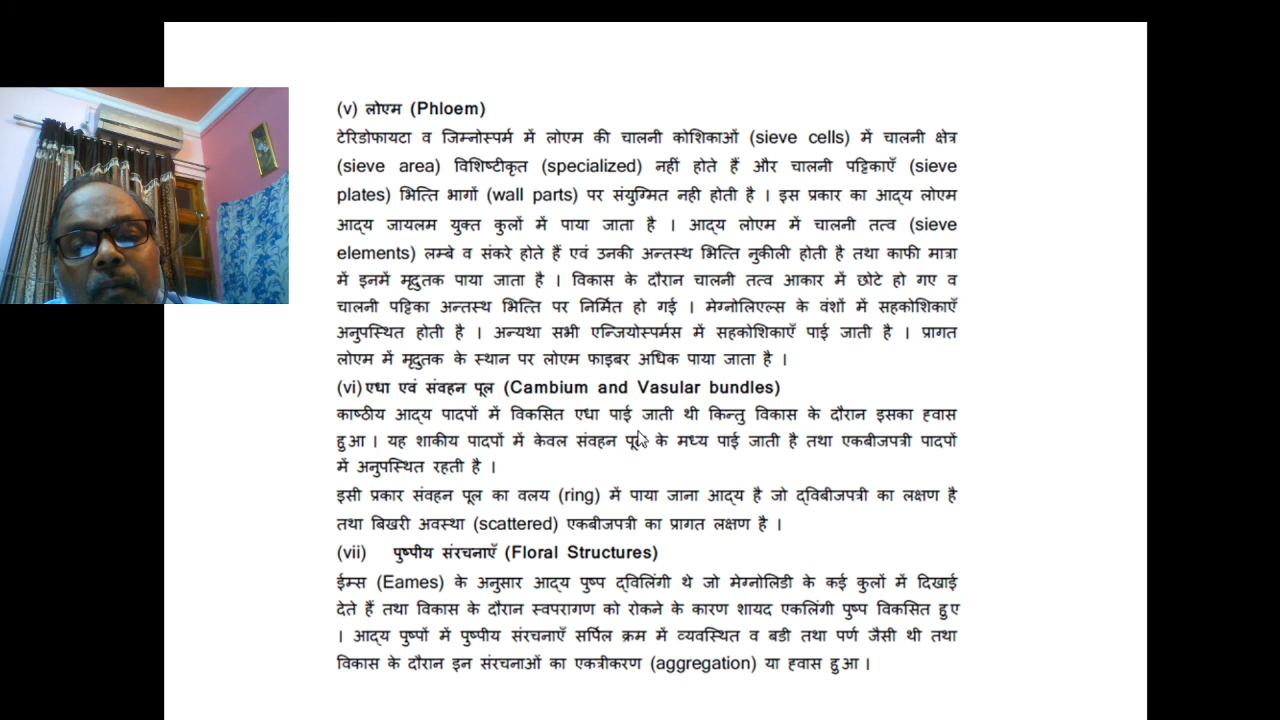 (v) लोएम (Phloem)
टेरिडोफायटा व जिम्नोस्पर्म में लोएम की चालनी कोशिकाओं (sieve cells) में चालनी क्षेत्र
(sieve area) विशिष्टीकृत (specialized) नहीं होते हैं और चालनी पट्टिकाएँ (sieve
plates) भित्ति भागों (wall parts) पर संयुग्मित नही होती है । इस प्रकार का आद्य लोएम
आद्य जायलम युक्त कुलों में पाया जाता है । आद्य लोएम में चालनी तत्व (sieve
elements) लम्बे व संकरे होते हैं एवं उनकी अन्तस्थ भित्ति नुकीली होती है तथा काफी मात्रा
में इनमें मृदुतक पाया जाता है । विकास के दौरान चालनी तत्व आकार में छोटे हो गए व
चालनी पट्टिका अन्तस्थ भित्ति पर निर्मित हो गई । मेग्नोलिएल्स के वंशों में सहकोशिकाएँ
अनुपस्थित होती है । अन्यथा सभी एन्जियोस्पर्मस में सहकोशिकाएँ पाई जाती है । प्रागत
लोएम में मृदुतक के स्थान पर लोएम फाइबर अधिक पाया जाता है ।
(vi) एधा एवं संवहन पूल (Cambium and Vasular bundles)
काष्ठीय आद्य पादपों में विकसित एधा पाई जाती थी किन्तु विकास के दौरान इसका ह्वास
हुआ । यह शाकीय पादपों में केवल संवहन पूल के मध्य पाई जाती है तथा एकबीजपत्री पादपों
में अनुपस्थित रहती है ।
इसी प्रकार संवहन पूल का वलय (ring) में पाया जाना आद्य है जो द्विबीजपत्री का लक्षण है
तथा बिखरी अवस्था (scattered) एकबीजपत्री का प्रागत लक्षण है ।
(vii) पुष्पीय संरचनाएँ (Floral Structures)
ईम्स (Eames) के अनुसार आद्य पुष्प द्विलिंगी थे जो मेग्नोलिडी के कई कुलों में दिखाई
देते हैं तथा विकास के दौरान स्वपरागण को रोकने के कारण शायद एकलिंगी पुष्प विकसित हुए
। आद्य पुष्पों में पुष्पीय संरचनाएँ सर्पिल क्रम में व्यवस्थित व बडी तथा पर्ण जैसी थी तथा
विकास के दौरान इन संरचनाओं का एकत्रीकरण (aggregation) या ह्वास हुआ ।